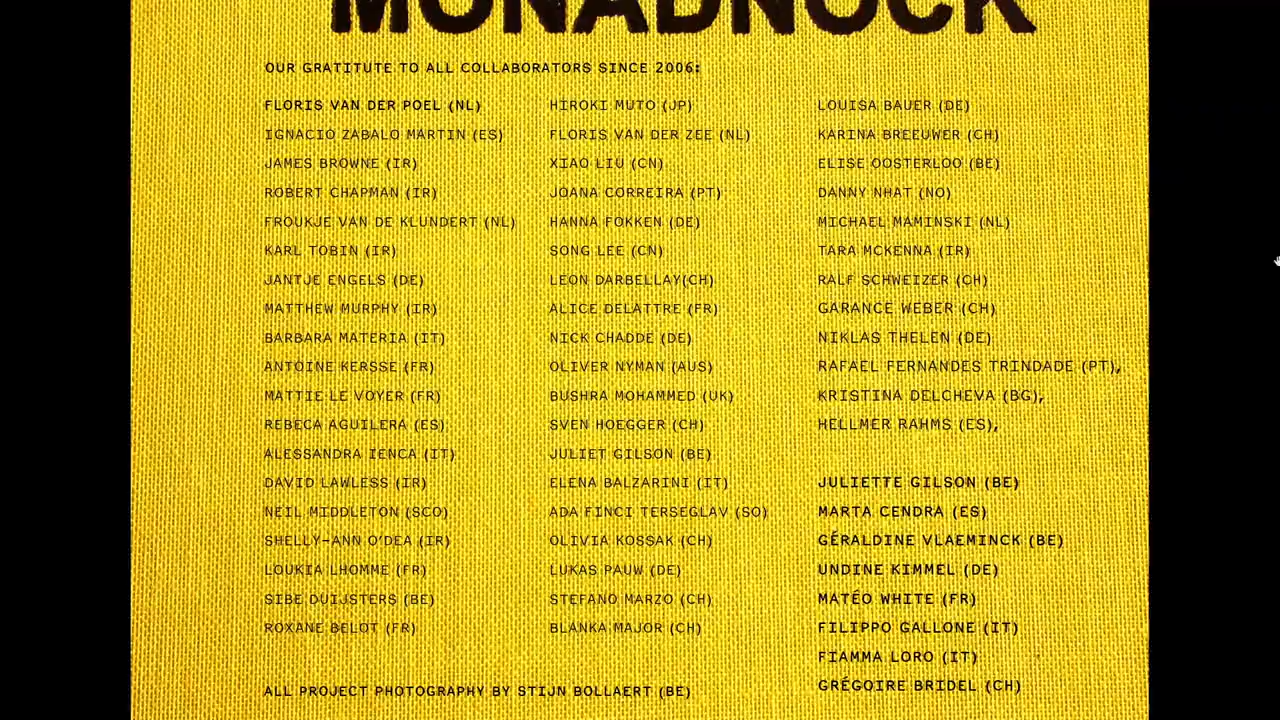 MONADNOCK
OUR GRATITUTE TO ALL COLLABORATORS SINCE 2006:
FLORIS VAN DER POEL (NL)
IGNACIO ZABALO MARTIN (ES)
JAMES BROWNE (IR)
ROBERT CHAPMAN (IR)
FROUKJE VAN DE KLUNDERT (NL)
KARL TOBIN (IR)
JANTJE ENGELS (DE)
MATTHEW MURPHY (IR)
BARBARA MATERIA (IT)
ANTOINE KERSSE (FR)
MATTIE LE VOYER (FR)
REBECA AGUILERA (ES)
ALESSANDRA IENCA (IT)
DAVID LAWLESS (IR)
NEIL MIDDLETON (SCO)
SHELLY-ANN O'DEA (IR)
LOUKIA LHOMME (FR)
SIBE DUIJSTERS (BE)
ROXANE BELOT (FR)
HIROKI MUTO (JP)
FLORIS VAN DER ZEE (NL)
XIAO LIU (CN)
JOANA CORREIRA (PT)
HANNA FOKKEN (DE)
SONG LEE (CN)
LEON DARBELLAY(CH)
ALICE DELATTRE (FR)
NICK CHADDE (DE)
OLIVER NYMAN (AUS)
BUSHRA MOHAMMED (UK)
SVEN HOEGGER (CH)
JULIET GILSON (BE)
ELENA BALZARINI (IT)
ADA FINCI TERSEGLAV (SO)
OLIVIA KOSSAK (CH)
LUKAS PAUW (DE)
STEFANO MARZO (CH)
BLANKA MAJOR (CH)
LOUISA BAUER (DE)
KARINA BREEUWER (CH)
ELISE OOSTERLOO (BE)
DANNY NHAT (NO)
MICHAEL MAMINSKI (NL)
TARA MCKENNA (IR)
RALF SCHWEIZER (CH)
GARANCE WEBER (CH)
NIKLAS THELEN (DE)
RAFAEL FERNANDES TRINDADE (PT),
KRISTINA DELCHEVA (BG),
HELLMER RAHMS (ES),
JULIETTE GILSON (BE)
MARTA CENDRA (ES)
GÉRALDINE VLAEMINCK (BE)
UNDINE KIMMEL (DE)
MATÉO WHITE (FR)
FILIPPO GALLONE (IT)
FIAMMA LORO (IT)
GRÉGOIRE BRIDEL (CH)
ALL PROJECT PHOTOGRAPHY BY STIJN BOLLAERT (BE)